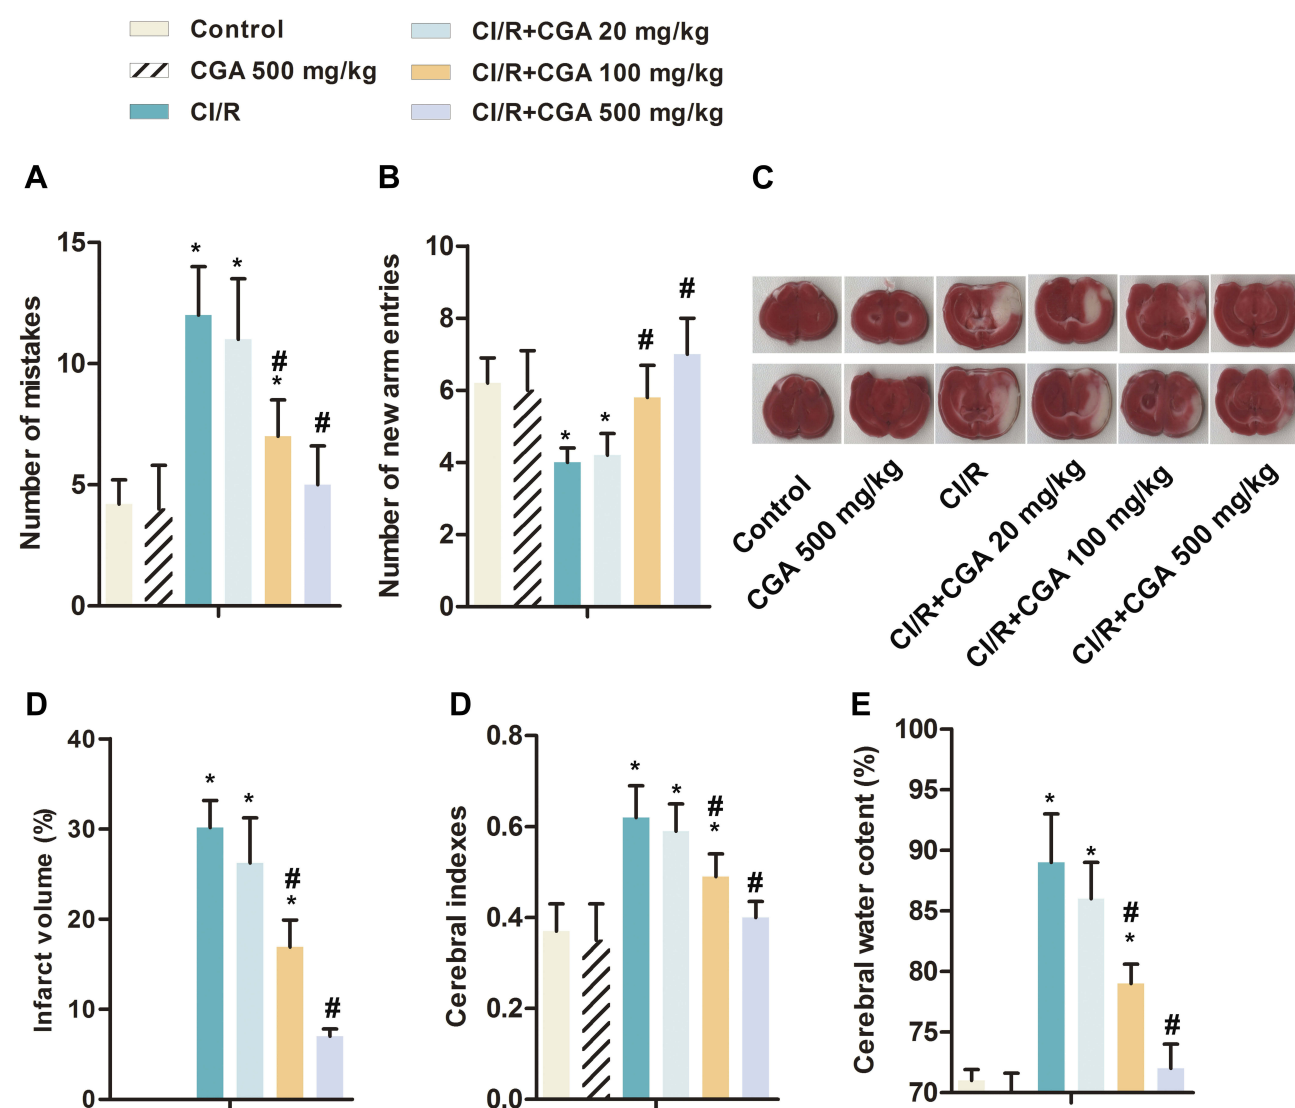 Control
CGA 500 mg/kg
CI/R
CI/R+CGA 20 mg/kg
CI/R+CGA 100 mg/kg
CI/R+CGA 500 mg/kg
A
Number of mistakes
15
10
5
0
*
*
#
*
#
B
Number of new arm entries
10
8
6
4
2
0
*
*
#
#
C
Control
CGA 500 mg/kg
CI/R
CI/R+CGA 20 mg/kg
CI/R+CGA 100 mg/kg
CI/R+CGA 500 mg/kg
D
Infarct volume (%)
40
30
20
10
0
*
*
#
*
#
D
Cerebral indexes
0.8
0.6
0.4
0.2
0.0
*
*
#
*
#
E
Cerebral water cotent (%)
100
95
90
85
80
75
70
*
*
#
*
#